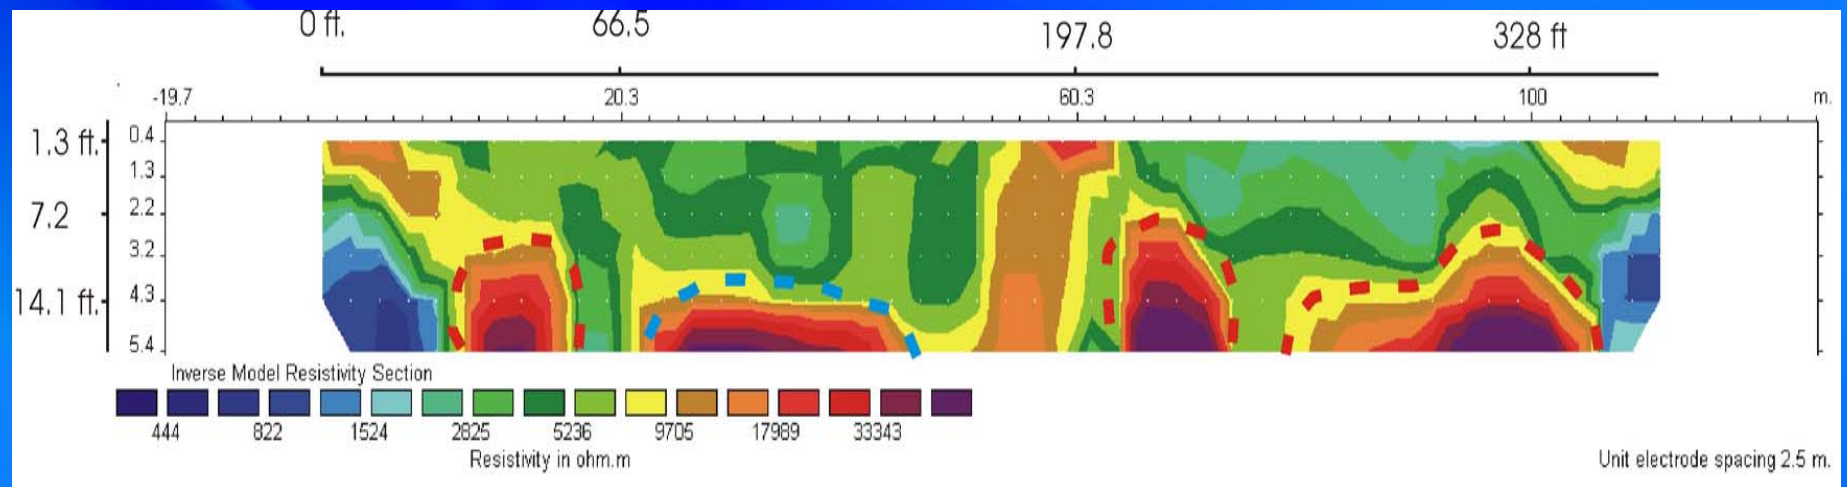 0 ft. 66.5 197.8 328 ft
-19.7 20.3 60.3 100 m.
1.3 ft. 0.4
1.3
7.2 2.2
3.2
14.1 ft. 4.3
5.4
Inverse Model Resistivity Section
444 822 1524 2825 5236 9705 17989 33343
Resistivity in ohm.m
Unit electrode spacing 2.5 m.